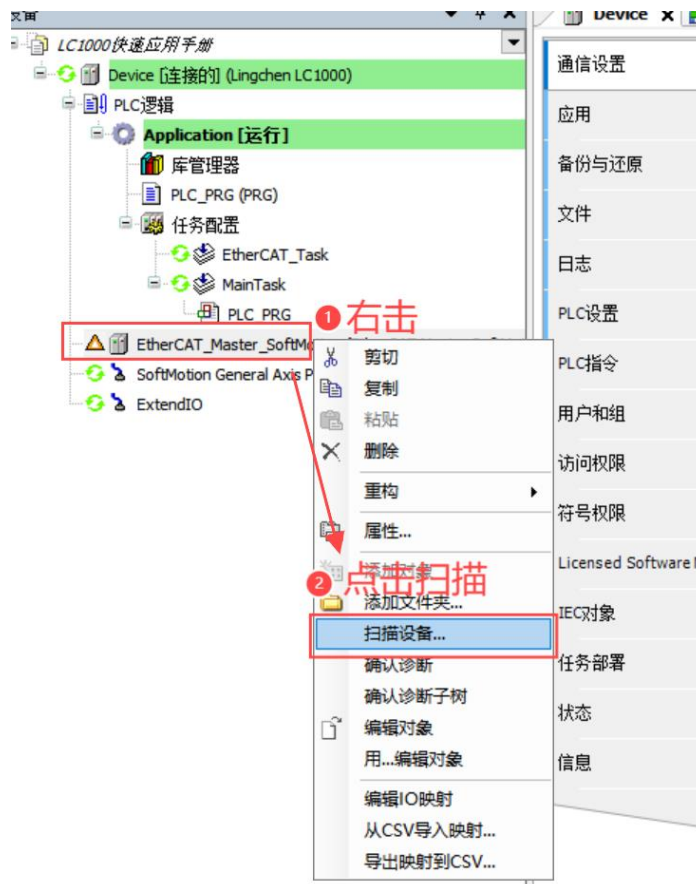 Device
LC1000快速应用手册
Device [连接的] (Lingchen LC1000)
PLC逻辑
Application [运行]
库管理器
PLC_PRG (PRG)
任务配置
EtherCAT_Task
MainTask
PLC_PRG
EtherCAT_Master_SoftMo
SoftMotion General Axis P
ExtendIO
1 右击
剪切
复制
粘贴
删除
重构
属性...
添加对象
2 点击扫描
添加文件夹...
扫描设备...
确认诊断
确认诊断子树
编辑对象
用...编辑对象
编辑IO映射
从CSV导入映射...
导出映射到CSV...
通信设置
应用
备份与还原
文件
日志
PLC设置
PLC指令
用户和组
访问权限
符号权限
Licensed Software
IEC对象
任务部署
状态
信息